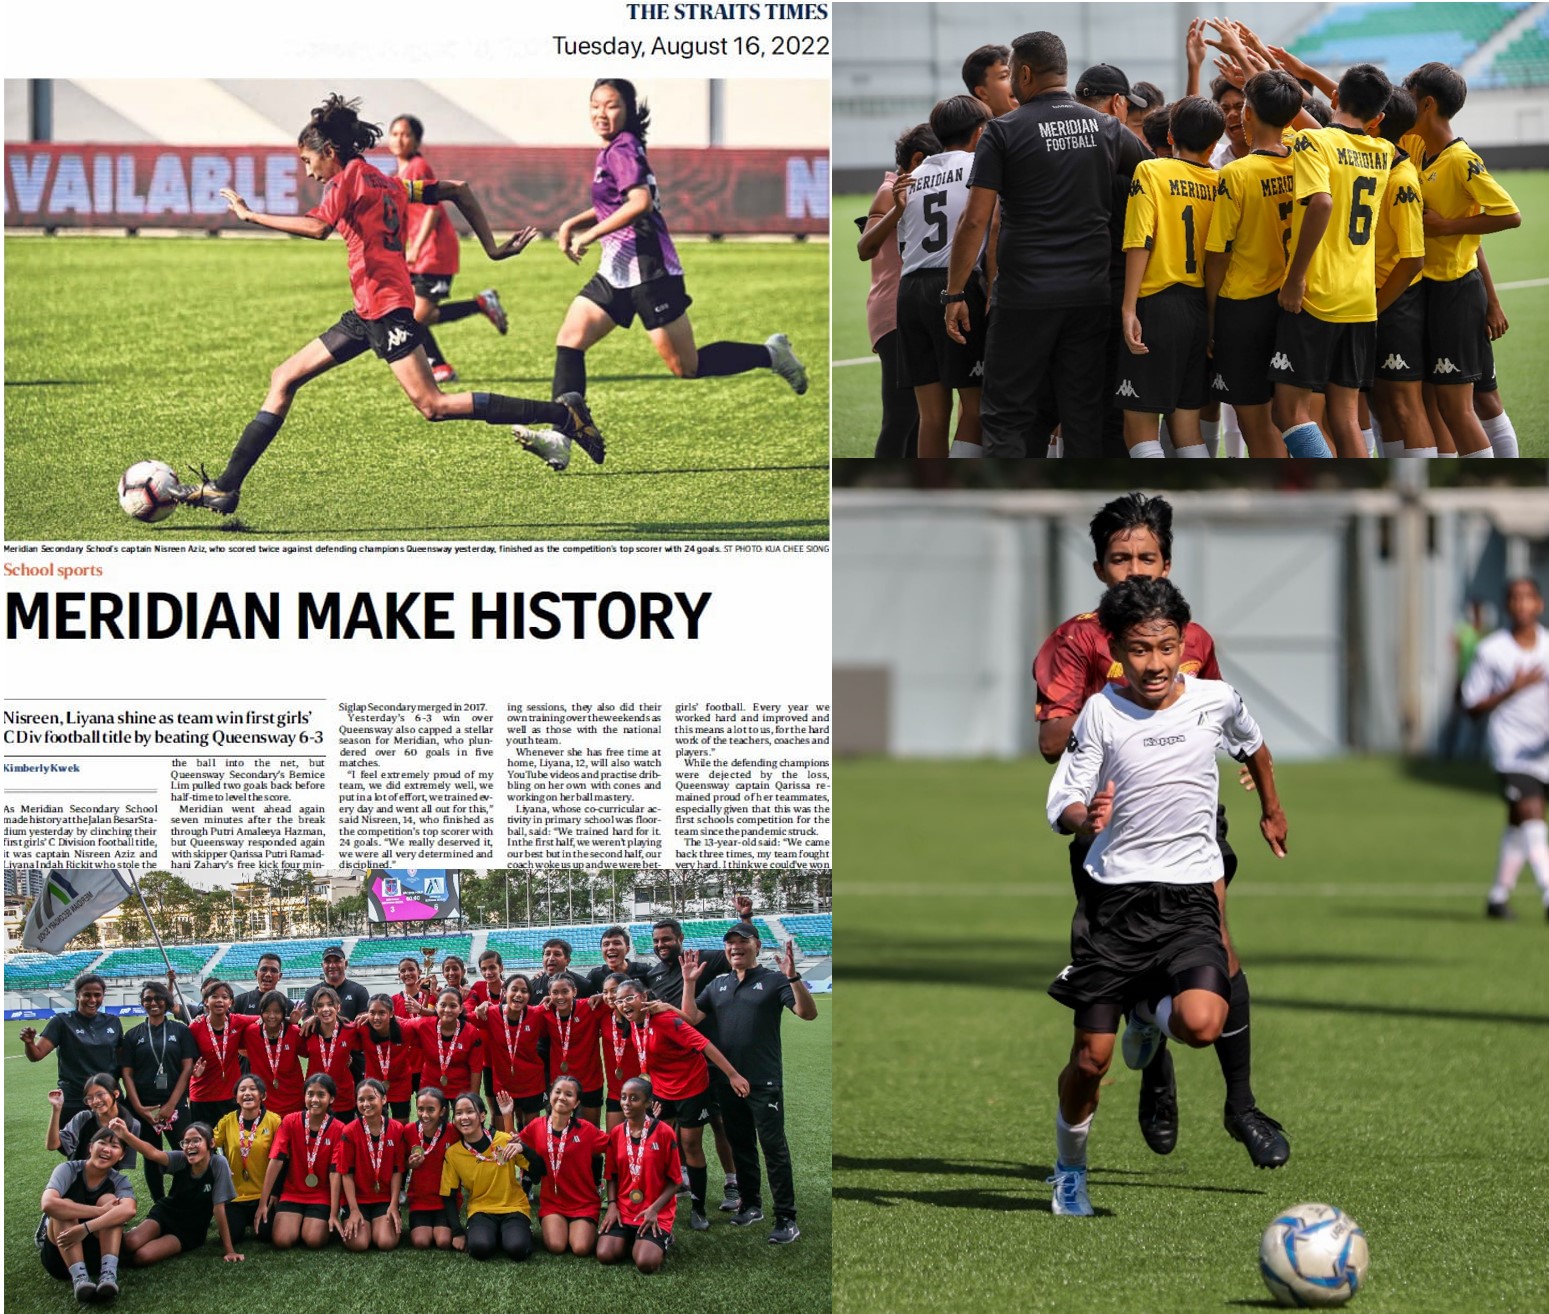 THE STRAITS TIMES
Tuesday, August 16, 2022
AVAILABLE
N
9
Meridian Secondary School's captain Nisreen Aziz, who scored twice against defending champions Queensway yesterday, finished as the competition's top scorer with 24 goals. ST PHOTO: KUA CHEE SIONG
School sports
MERIDIAN MAKE HISTORY
Nisreen, Liyana shine as team win first girls'
C Div football title by beating Queensway 6-3
Kimberly Kwek
As Meridian Secondary School
made history at the Jalan Besar Sta-
dium yesterday by clinching their
first girls' C Division football title,
it was captain Nisreen Aziz and
Liyana Indah Rickit who stole the
the ball into the net, but
Queensway Secondary's Bernice
Lim pulled two goals back before
half-time to level the score.
Meridian went ahead again
seven minutes after the break
through Putri Amaleeya Hazman,
but Queensway responded again
with skipper Qarissa Putri Ramad-
hani Zahary's free kick four min-
Siglap Secondary merged in 2017.
Yesterday's 6-3 win over
Queensway also capped a stellar
season for Meridian, who plun-
dered over 60 goals in five
matches.
"I feel extremely proud of my
team, we did extremely well, we
put in a lot of effort, we trained ev-
ery day and went all out for this,"
said Nisreen, 14, who finished as
the competition's top scorer with
24 goals. "We really deserved it,
we were all very determined and
disciplined."
ing sessions, they also did their
own training over the weekends as
well as those with the national
youth team.
Whenever she has free time at
home, Liyana, 12, will also watch
YouTube videos and practise drib-
bling on her own with cones and
working on her ball mastery.
Liyana, whose co-curricular ac-
tivity in primary school was floor-
ball, said: "We trained hard for it.
In the first half, we weren't playing
our best but in the second half, our
coach woke us up and we were bet-
girls' football. Every year we
worked hard and improved and
this means a lot to us, for the hard
work of the teachers, coaches and
players."
While the defending champions
were dejected by the loss,
Queensway captain Qarissa re-
mained proud of her teammates,
especially given that this was the
first schools competition for the
team since the pandemic struck.
The 13-year-old said: "We came
back three times, my team fought
very hard. I think we could've won
MERIDIAN
FOOTBALL
MERIDIAN
5
MERIDIA
1
MERID
MERIDIAN
6
Kappa
MERIDIAN SECONDARY SCHOOL
3
6